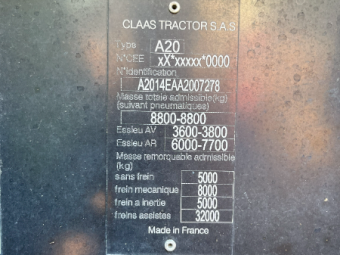 CLAAS TRACTOR S.A.S
Type A20
N°CEE xX*xxxxx*0000
N°identification
A2014EAA2007278
Masse totale admissible(kg)
(suivant pneumatiques)
8800-8800
Essieu AV 3600-3800
Essieu AR 6000-7700
Masse remorquable admissible
(kg)
sans frein 5000
frein mecanique 8000
frein a inertie 5000
freins assistes 32000
Made in France